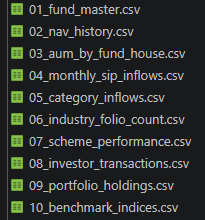 01_fund_master.csv
02_nav_history.csv
03_aum_by_fund_house.csv
04_monthly_sip_inflows.csv
05_category_inflows.csv
06_industry_folio_count.csv
07_scheme_performance.csv
08_investor_transactions.csv
09_portfolio_holdings.csv
10_benchmark_indices.csv